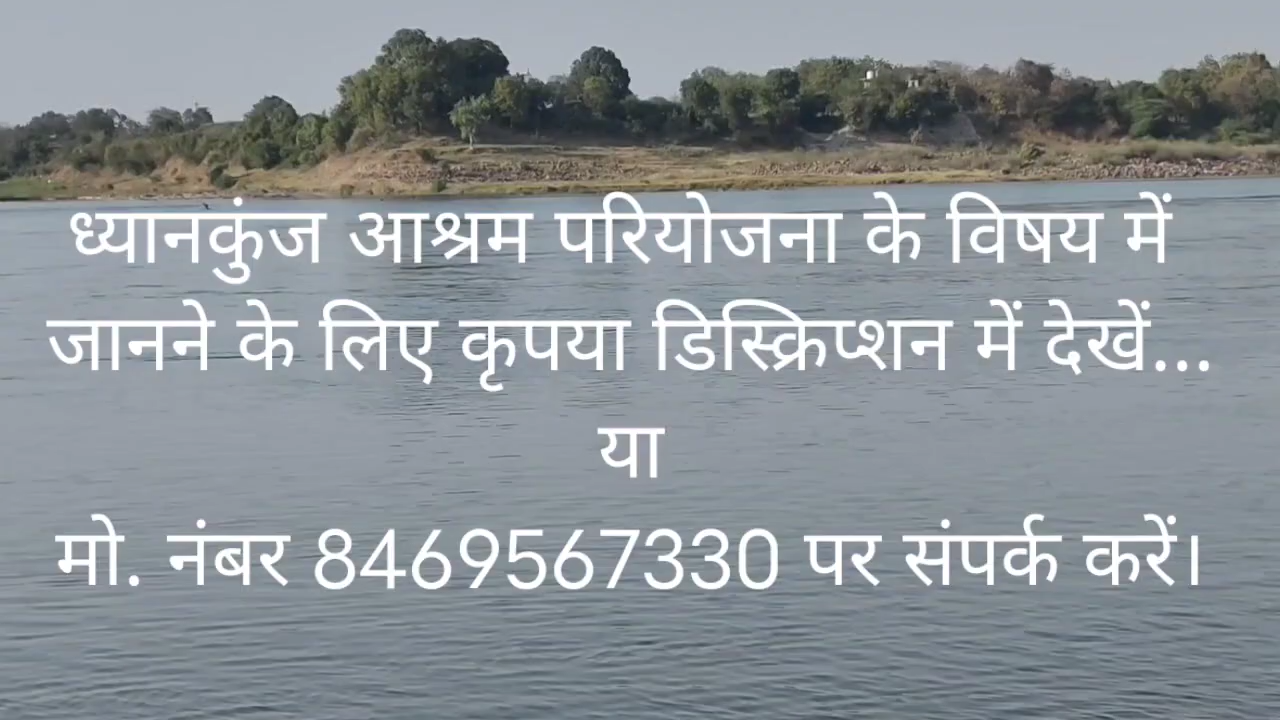 ध्यानकुंज आश्रम परियोजना के विषय में
जानने के लिए कृपया डिस्क्रिप्शन में देखें...
या
मो. नंबर 8469567330 पर संपर्क करें।